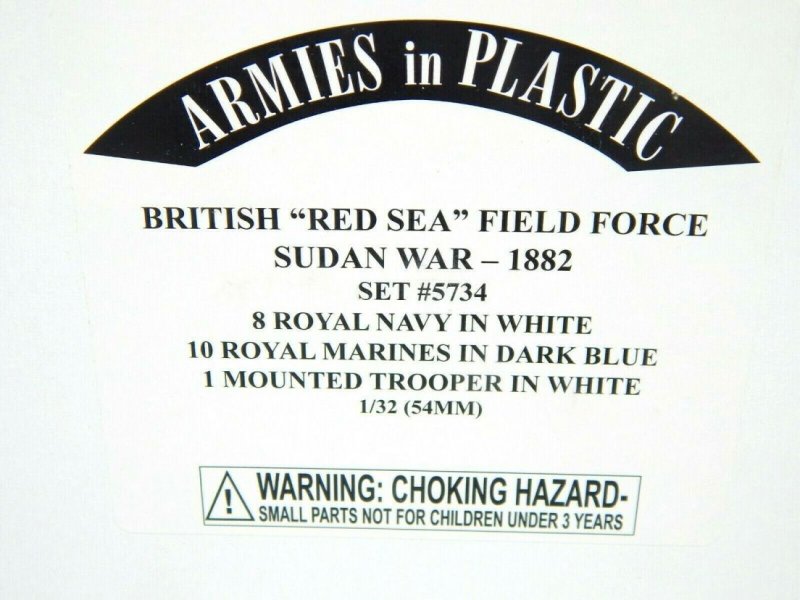 ARMIES in PLASTIC
BRITISH “RED SEA” FIELD FORCE
SUDAN WAR – 1882
SET #5734
8 ROYAL NAVY IN WHITE
10 ROYAL MARINES IN DARK BLUE
1 MOUNTED TROOPER IN WHITE
1/32 (54MM)
WARNING: CHOKING HAZARD-
SMALL PARTS NOT FOR CHILDREN UNDER 3 YEARS